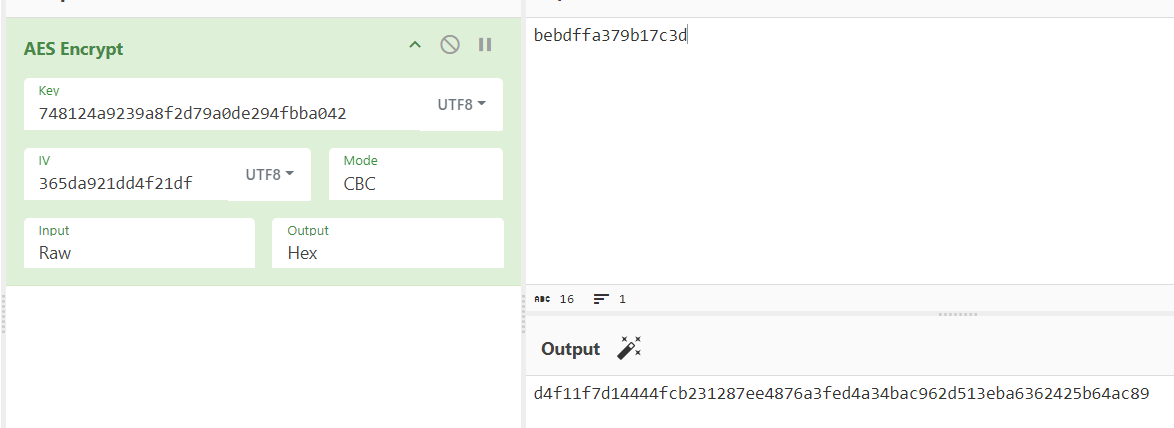 AES Encrypt
Key
748124a9239a8f2d79a0de294fbba042
UTF8
IV
365da921dd4f21df
UTF8
Mode
CBC
Input
Raw
Output
Hex
bebdffa379b17c3d
ABC 16 1
Output
d4f11f7d14444fcb231287ee4876a3fed4a34bac962d513eba6362425b64ac89